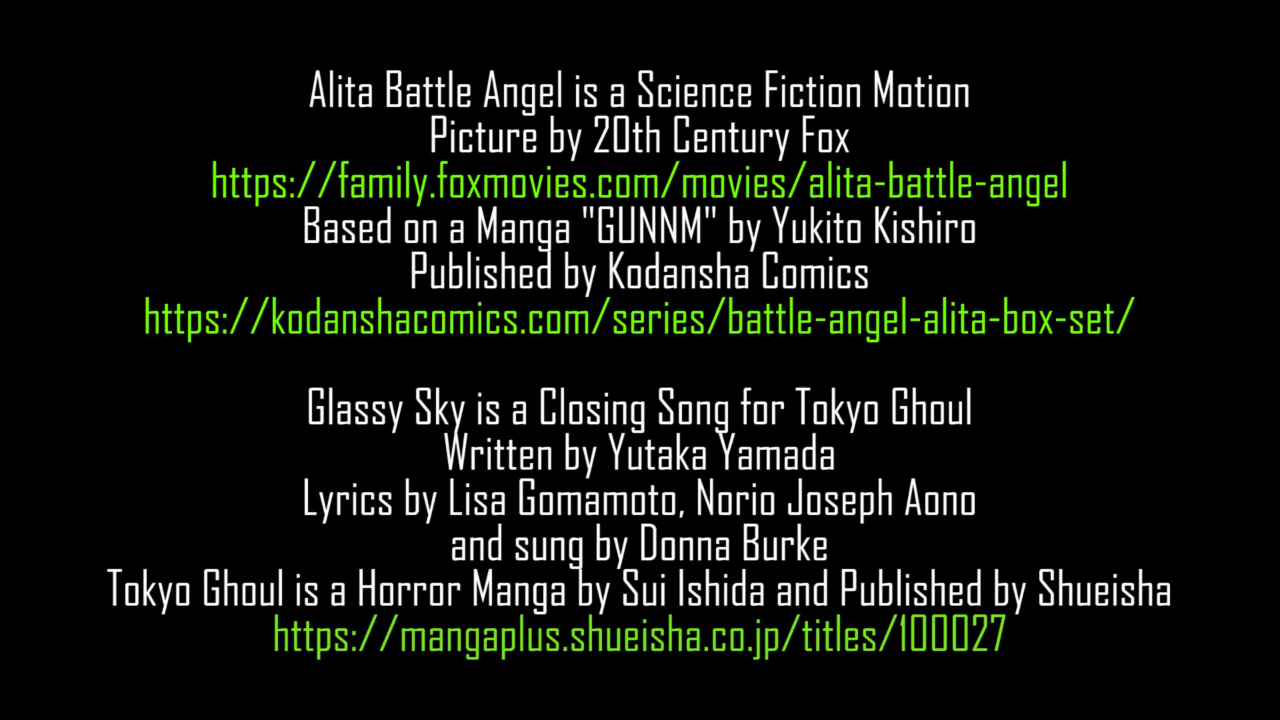 Alita Battle Angel is a Science Fiction Motion
Picture by 20th Century Fox
https://family.foxmovies.com/movies/alita-battle-angel
Based on a Manga "GUNNM" by Yukito Kishiro
Published by Kodansha Comics
https://kodanshacomics.com/series/battle-angel-alita-box-set/
Glassy Sky is a Closing Song for Tokyo Ghoul
Written by Yutaka Yamada
Lyrics by Lisa Gomamoto, Norio Joseph Aono
and sung by Donna Burke
Tokyo Ghoul is a Horror Manga by Sui Ishida and Published by Shueisha
https://mangaplus.shueisha.co.jp/titles/100027